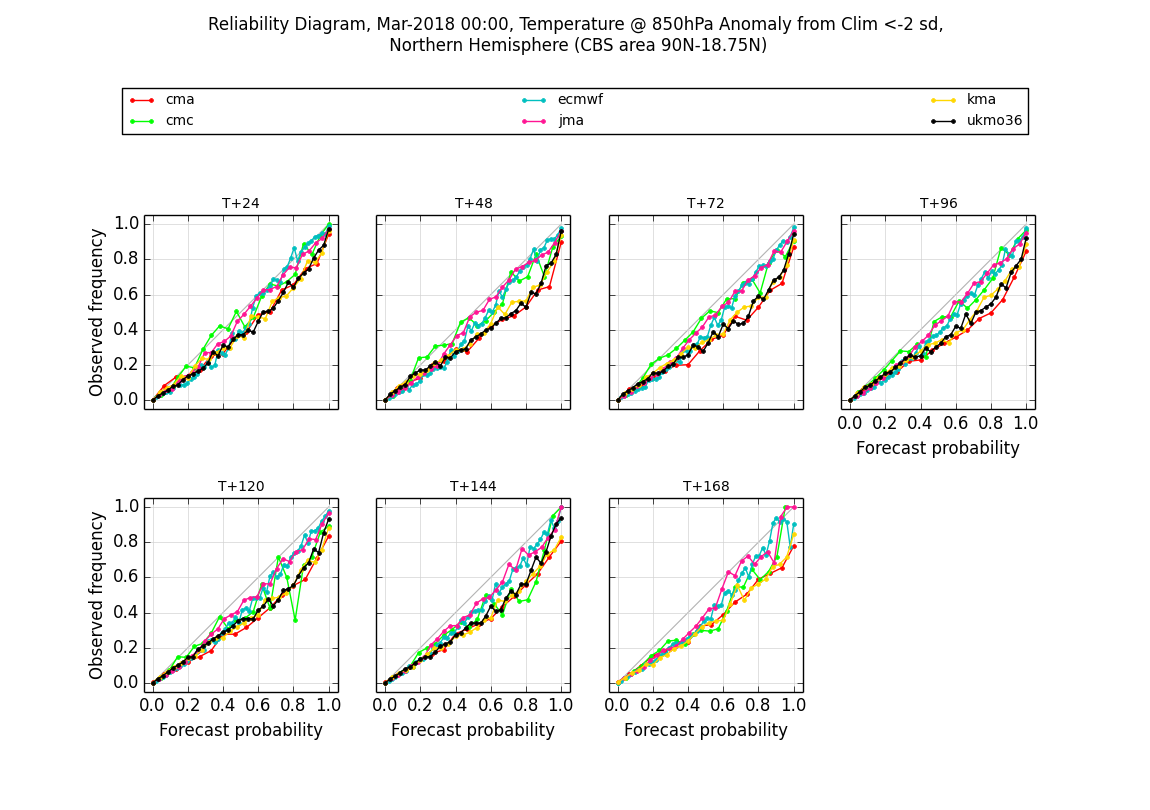 Reliability Diagram, Mar-2018 00:00, Temperature @ 850hPa Anomaly from Clim <-2 sd,
Northern Hemisphere (CBS area 90N-18.75N)
cma ecmwf kma
cmc jma ukmo36
T+24 T+48 T+72 T+96
Observed frequency
1.0
0.8
0.6
0.4
0.2
0.0
0.0 0.2 0.4 0.6 0.8 1.0
Forecast probability
T+120 T+144 T+168
Observed frequency
1.0
0.8
0.6
0.4
0.2
0.0
0.0 0.2 0.4 0.6 0.8 1.0 0.0 0.2 0.4 0.6 0.8 1.0 0.0 0.2 0.4 0.6 0.8 1.0
Forecast probability Forecast probability Forecast probability